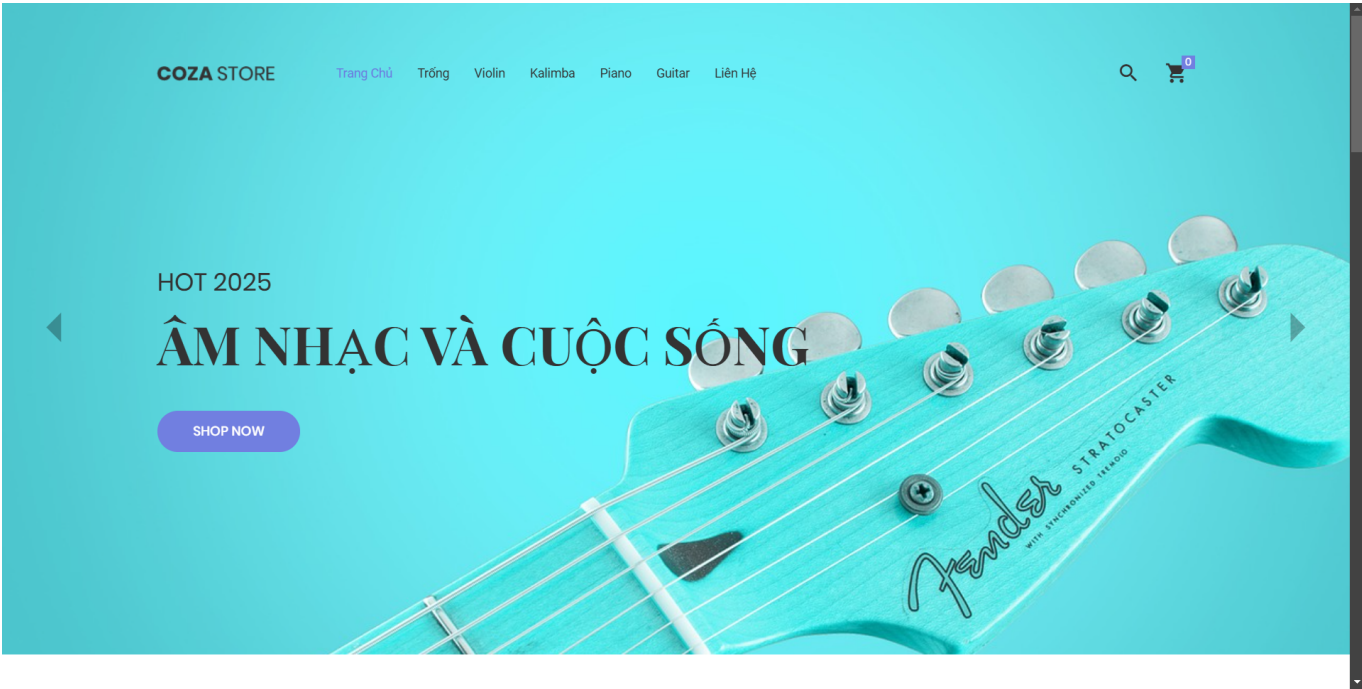 COZA STORE
Trang Chủ Trống Violin Kalimba Piano Guitar Liên Hệ
0
HOT 2025
ÂM NHẠC VÀ CUỘC SỐNG
SHOP NOW
Fender STRATOCASTER
WITH SYNCHRONIZED TREMOLO